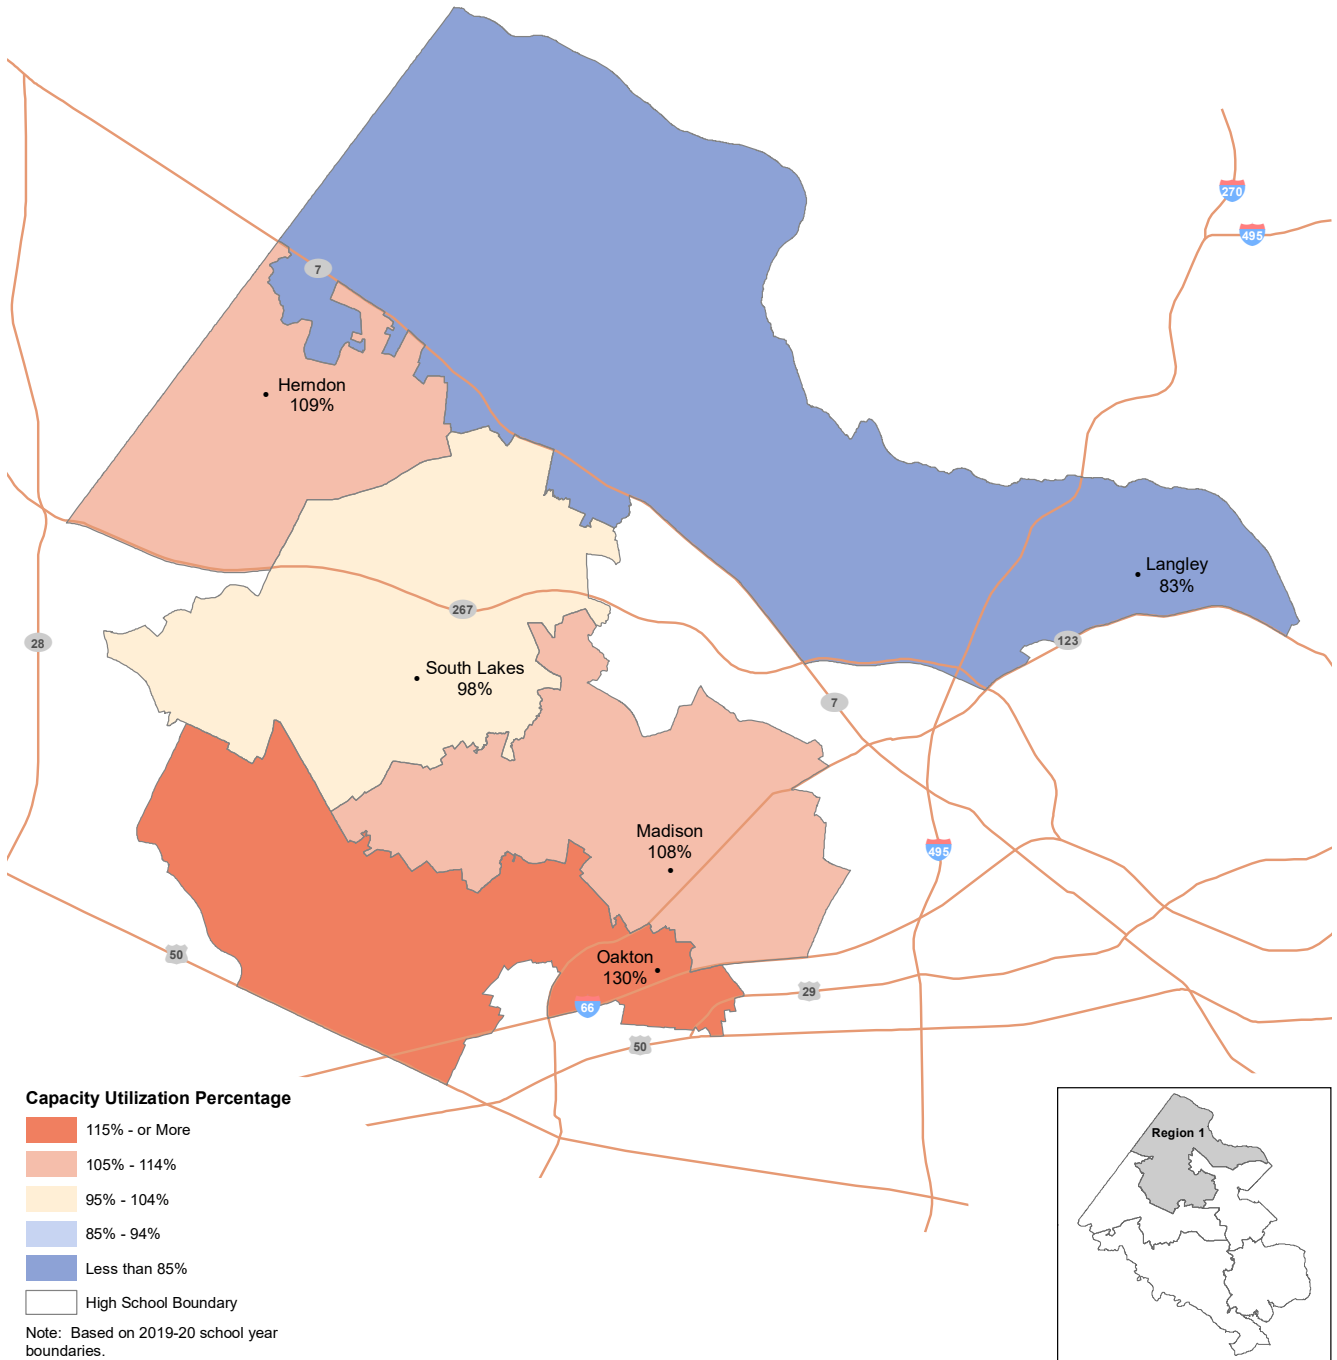 270
495
7
Herndon
109%
Langley
83%
267
28
123
South Lakes
98%
7
Madison
108%
495
50
Oakton
130%
29
66
50
Capacity Utilization Percentage
115% - or More
105% - 114%
95% - 104%
85% - 94%
Less than 85%
High School Boundary
Note:  Based on 2019-20 school year
boundaries.
Region 1